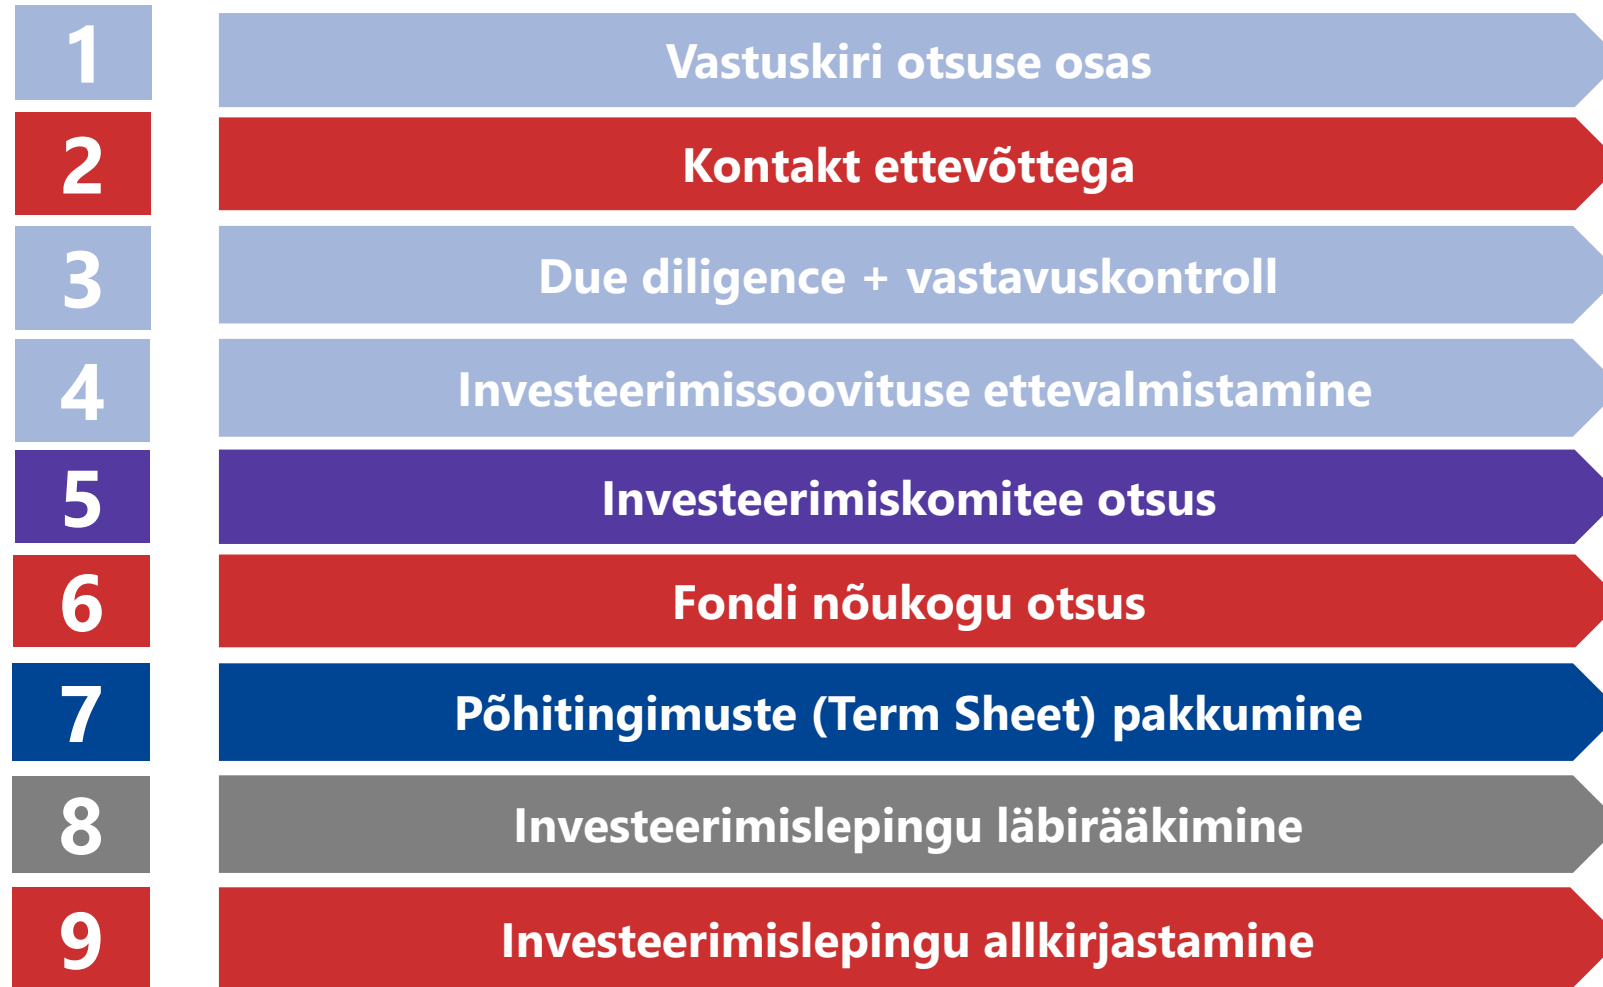 1
Vastuskiri otsuse osas
2
Kontakt ettevõttega
3
Due diligence + vastavuskontroll
4
Investeerimissoovituse ettevalmistamine
5
Investeerimiskomitee otsus
6
Fondi nõukogu otsus
7
Põhitingimuste (Term Sheet) pakkumine
8
Investeerimislepingu läbirääkimine
9
Investeerimislepingu allkirjastamine